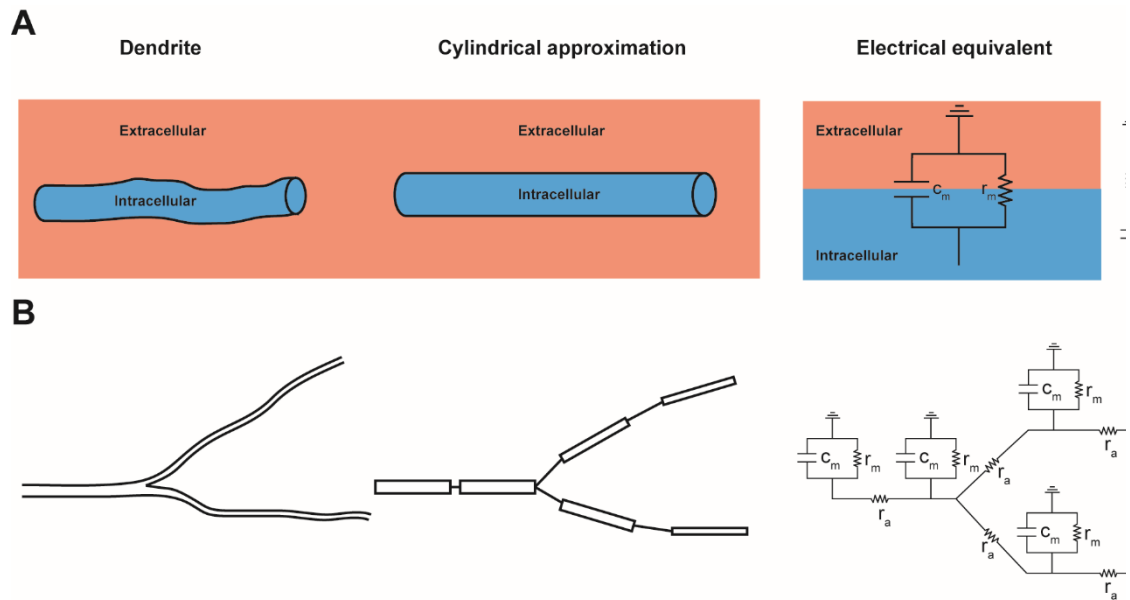 A
Dendrite
Cylindrical approximation
Electrical equivalent
Extracellular
Extracellular
Extracellular
Intracellular
Intracellular
Cm
rm
Intracellular
B
Cm
rm
Cm
rm
Cm
rm
ra
ra
ra
Cm
rm
ra
ra